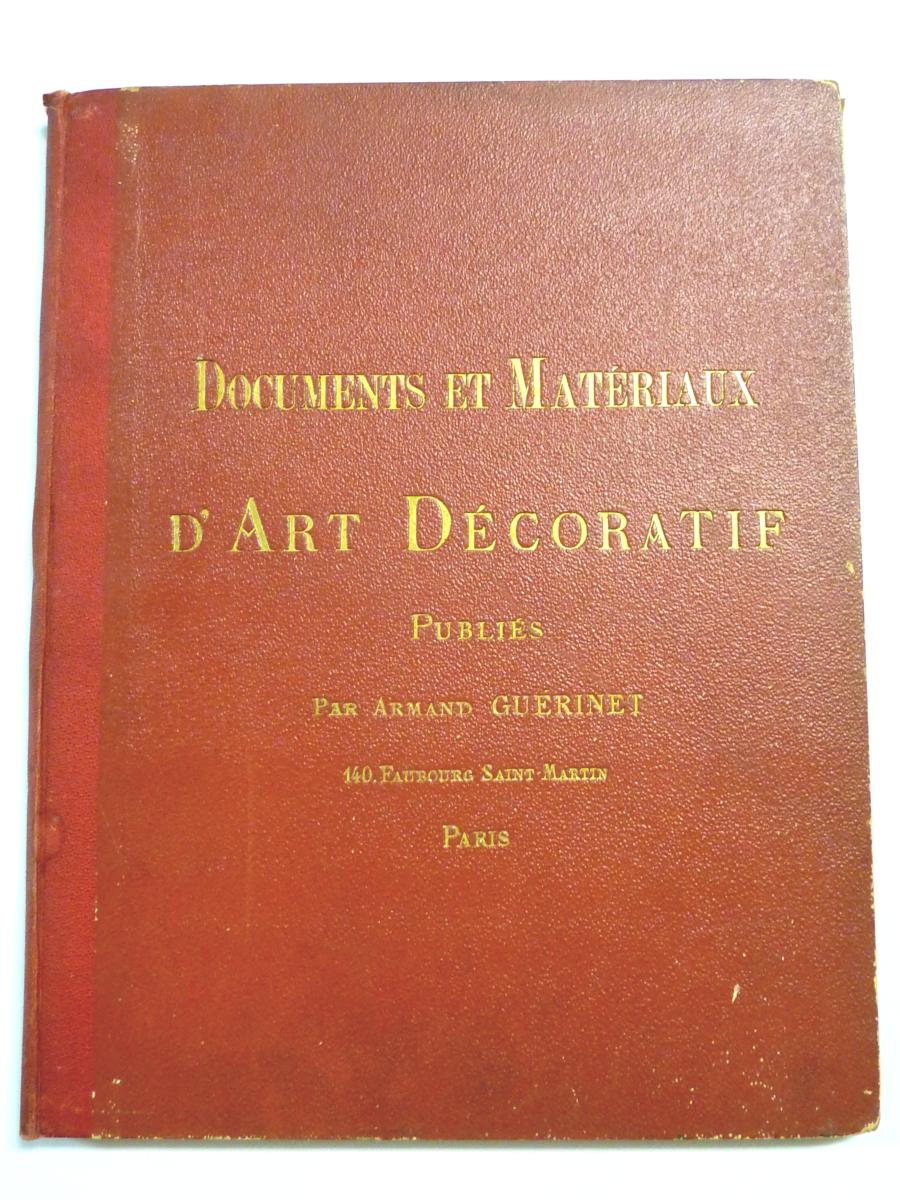 DOCUMENTS ET MATÉRIAUX
D'ART DÉCORATIF
PUBLIÉS
PAR ARMAND GUERINET
140, FAUBOURG SAINT-MARTIN
PARIS